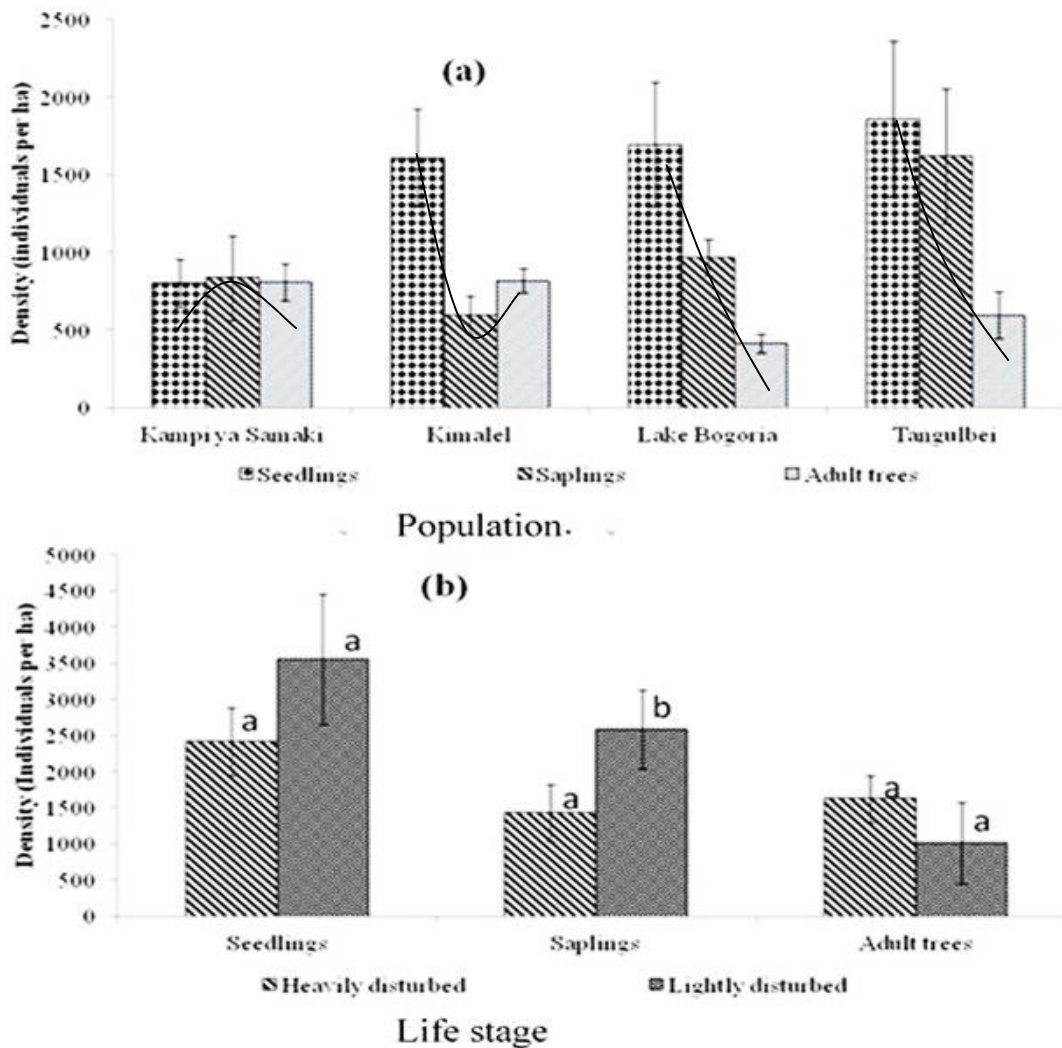 2500
(a)
2000
1500
1000
500
0
Density (individuals per ha)
Kampi ya Samaki Kimalel Lake Bogoria Tangulbei
Seedlings Saplings Adult trees
Population.
5000
(b)
4500
4000
3500
3000
2500
2000
1500
1000
500
0
Density (Individuals per ha)
a a a b a a
Seedlings Saplings Adult trees
Heavily disturbed Lightly disturbed
Life stage